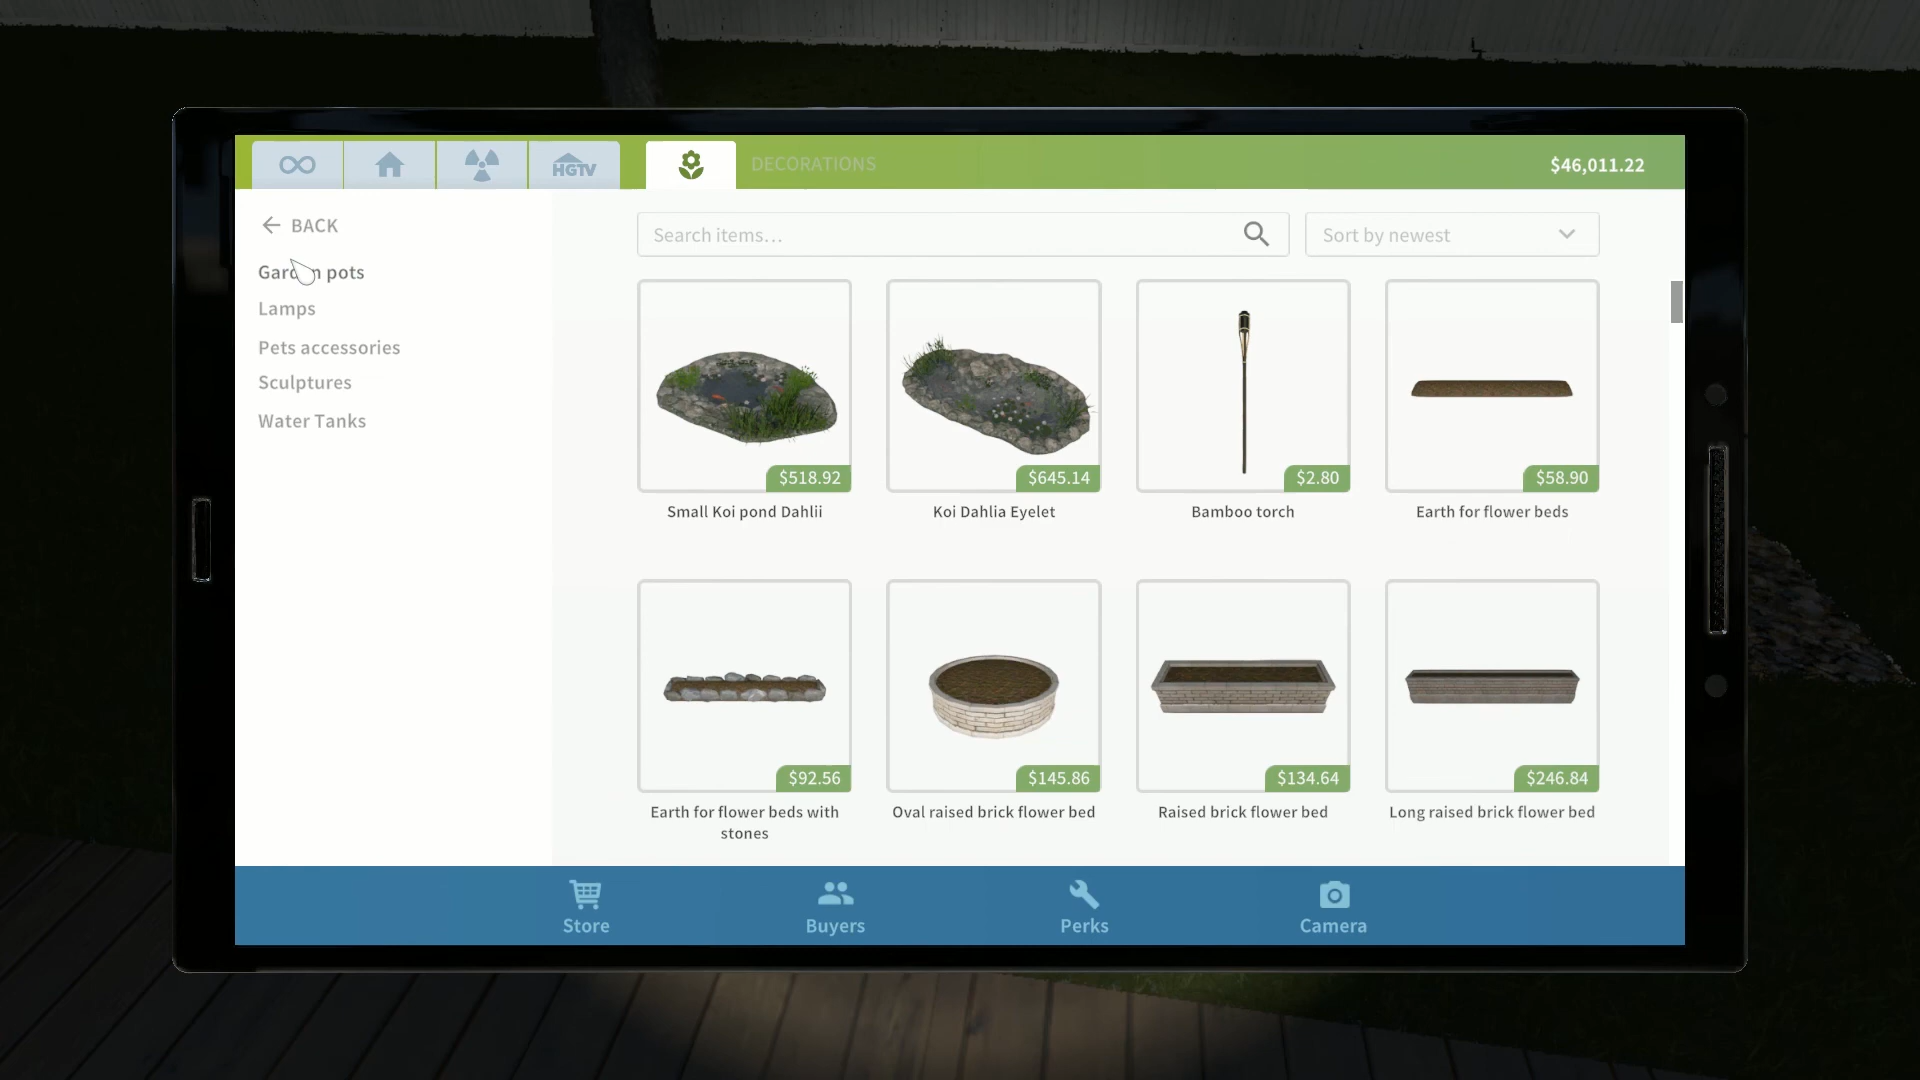 HGTV
DECORATIONS
$46,011.22
BACK
Garden pots
Lamps
Pets accessories
Sculptures
Water Tanks
Search items...
Sort by newest
$518.92
$645.14
$2.80
$58.90
Small Koi pond Dahlii
Koi Dahlia Eyelet
Bamboo torch
Earth for flower beds
$92.56
$145.86
$134.64
$246.84
Earth for flower beds with
stones
Oval raised brick flower bed
Raised brick flower bed
Long raised brick flower bed
Store
Buyers
Perks
Camera